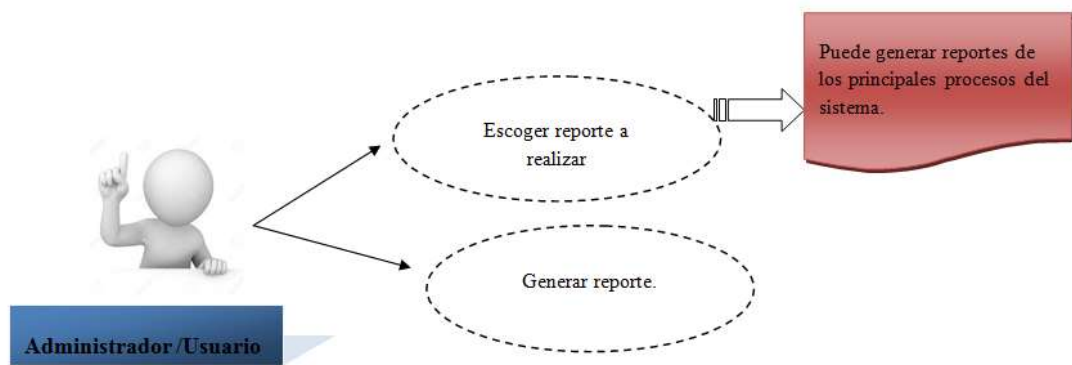 Puede generar reportes de
los principales procesos del
sistema.
Escoger reporte a
realizar
Generar reporte.
Administrador /Usuario